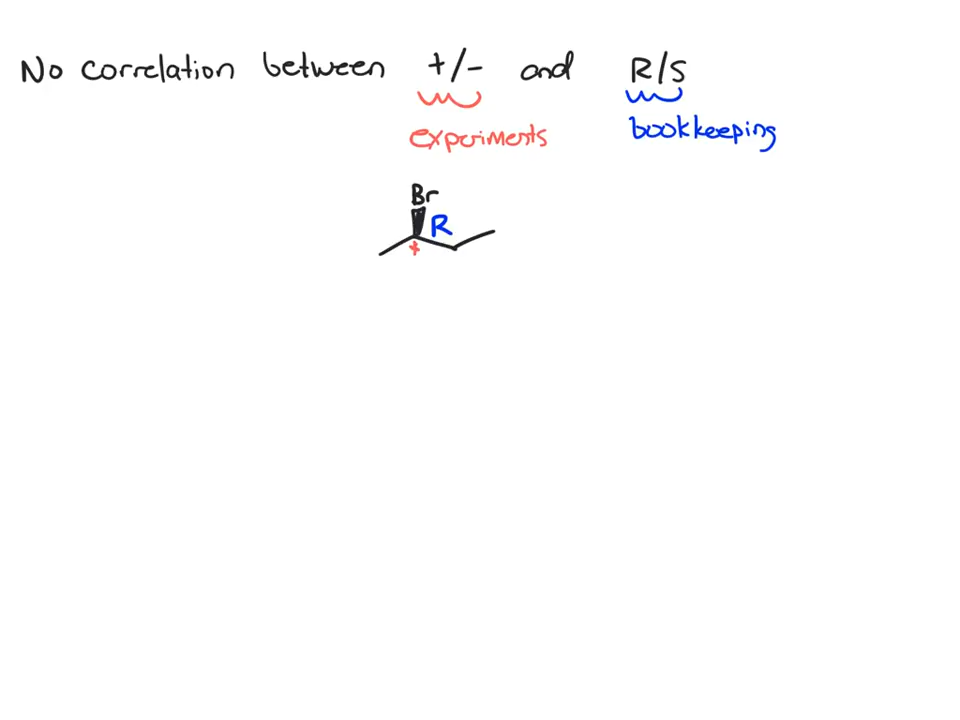 No correlation between +/- and R/S
experiments bookkeeping
Br
R
*